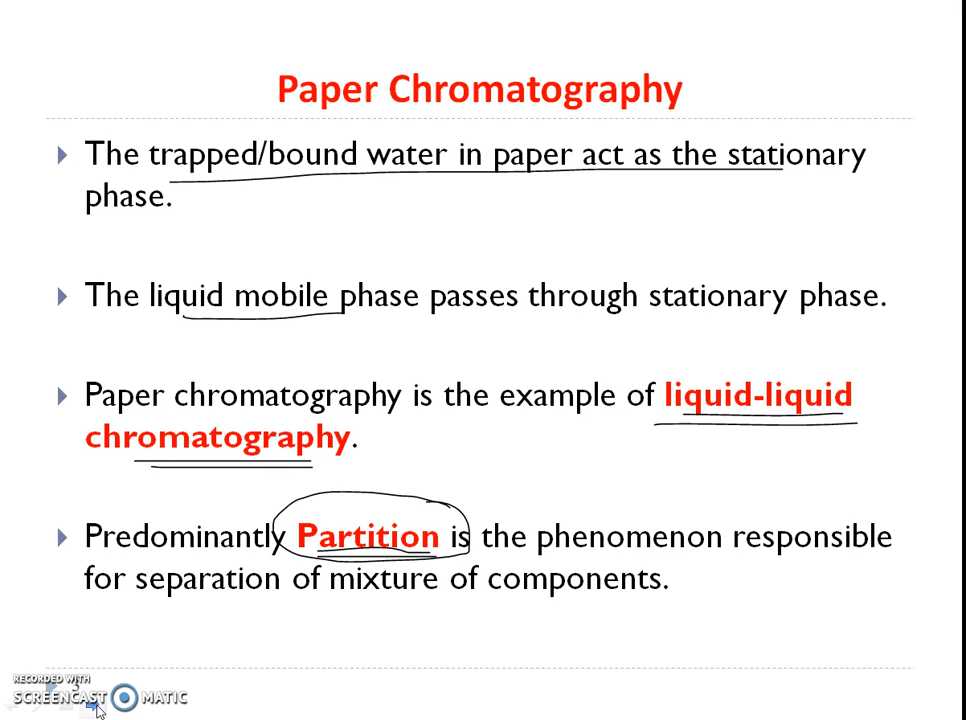 Paper Chromatography
The trapped/bound water in paper act as the stationary
phase.
The liquid mobile phase passes through stationary phase.
Paper chromatography is the example of liquid-liquid
chromatography.
Predominantly Partition is the phenomenon responsible
for separation of mixture of components.
3
RECORDED WITH
SCREENCAST MATIC